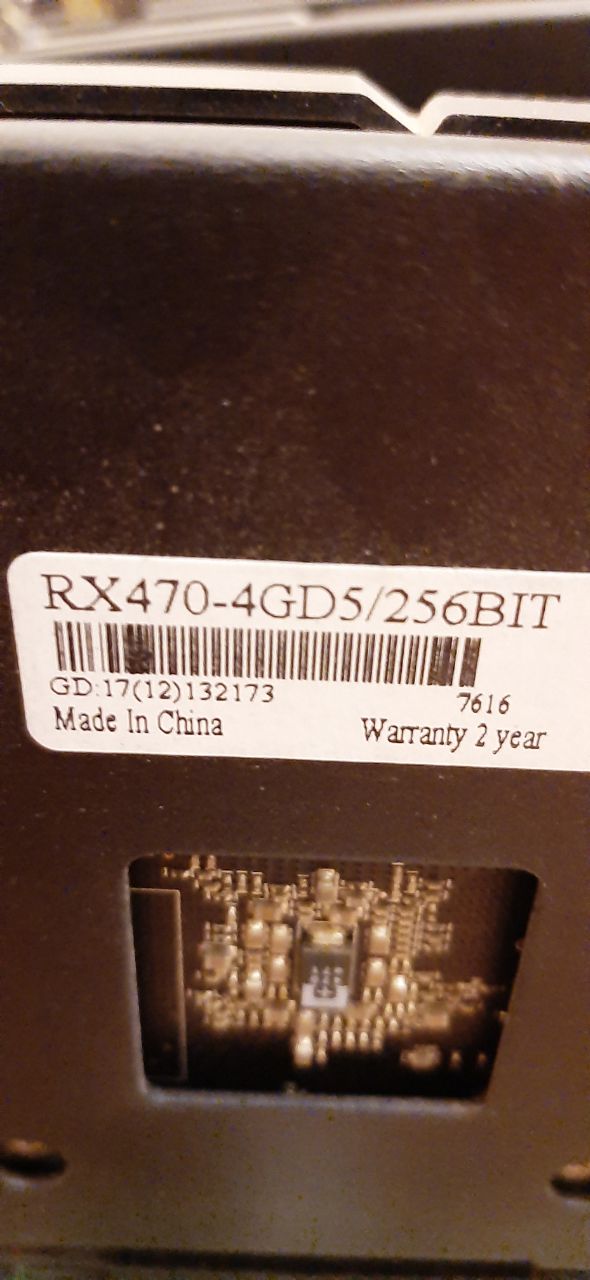 RX470-4GD5/256BIT
GD:17(12)132173 7616
Made In China Warranty 2 year